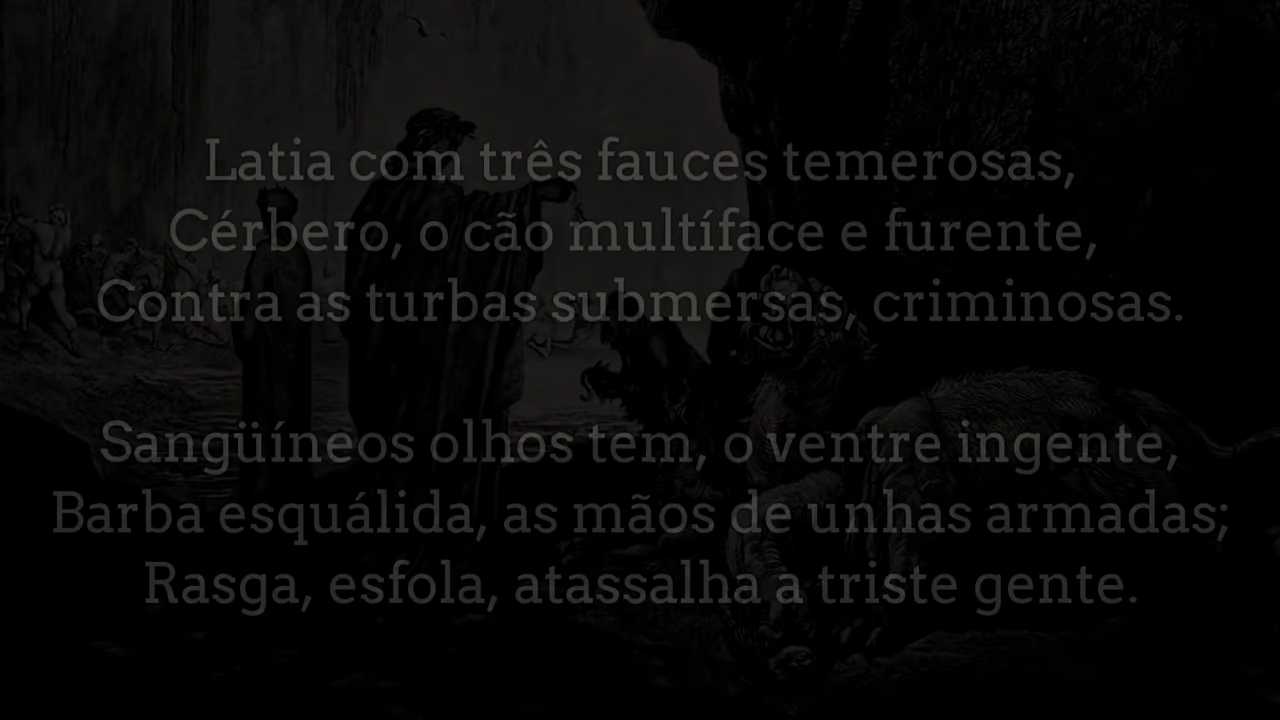 Latia com três fauces temerosas,
Cérbero, o cão multíface e furente,
Contra as turbas submersas, criminosas.
Sangüíneos olhos tem, o ventre ingente,
Barba esquálida, as mãos de unhas armadas;
Rasga, esfola, atassalha a triste gente.